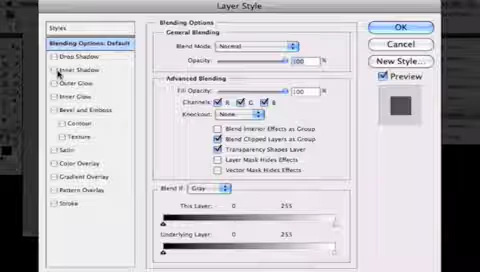 Layer Style
Styles
Blending Options: Default
Drop Shadow
Inner Shadow
Outer Glow
Inner Glow
Bevel and Emboss
Contour
Texture
Satin
Color Overlay
Gradient Overlay
Pattern Overlay
Stroke
Blending Options
General Blending
Blend Mode: Normal
Opacity: 100
Advanced Blending
Fill Opacity: 100
Channels: R G B
Knockout: None
Blend Interior Effects as Group
Blend Clipped Layers as Group
Transparency Shapes Layer
Layer Mask Hides Effects
Vector Mask Hides Effects
Blend If: Gray
This Layer: 0 255
Underlying Layer: 0 255
OK
Cancel
New Style...
Preview